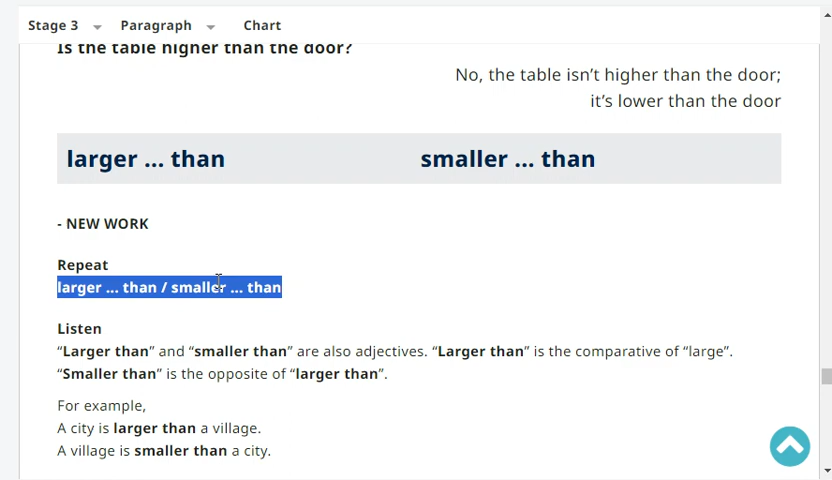 Stage 3 Paragraph Chart
Is the table higher than the door?
No, the table isn’t higher than the door;
it’s lower than the door
larger ... than smaller ... than
- NEW WORK
Repeat
larger ... than / smaller ... than
Listen
“Larger than” and “smaller than” are also adjectives. “Larger than” is the comparative of “large”.
“Smaller than” is the opposite of “larger than”.
For example,
A city is larger than a village.
A village is smaller than a city.